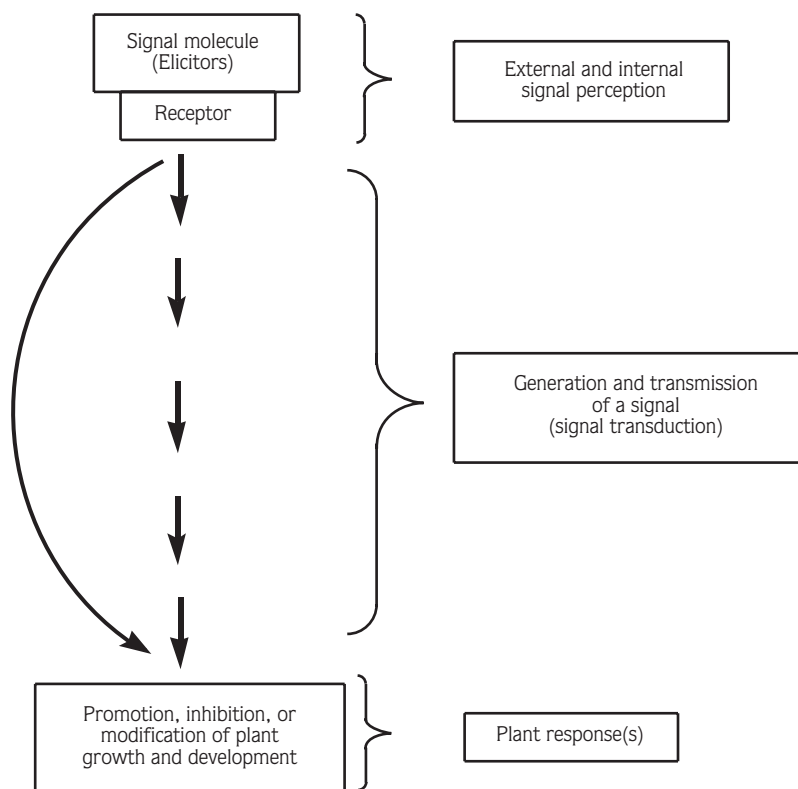 Signal molecule
(Elicitors)
Receptor
External and internal
signal perception
Generation and transmission
of a signal
(signal transduction)
Promotion, inhibition, or
modification of plant
growth and development
Plant response(s)